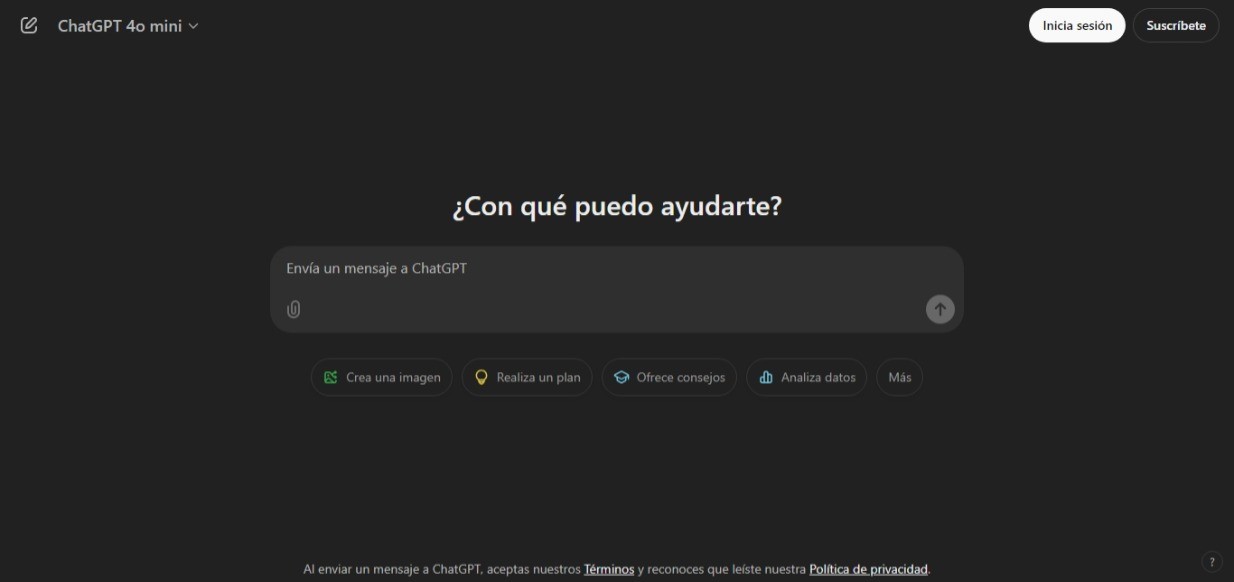 ChatGPT 4o mini
Inicia sesión
Suscríbete
¿Con qué puedo ayudarte?
Envía un mensaje a ChatGPT
Crea una imagen
Realiza un plan
Ofrece consejos
Analiza datos
Más
Al enviar un mensaje a ChatGPT, aceptas nuestros Términos y reconoces que leíste nuestra Política de privacidad.
?